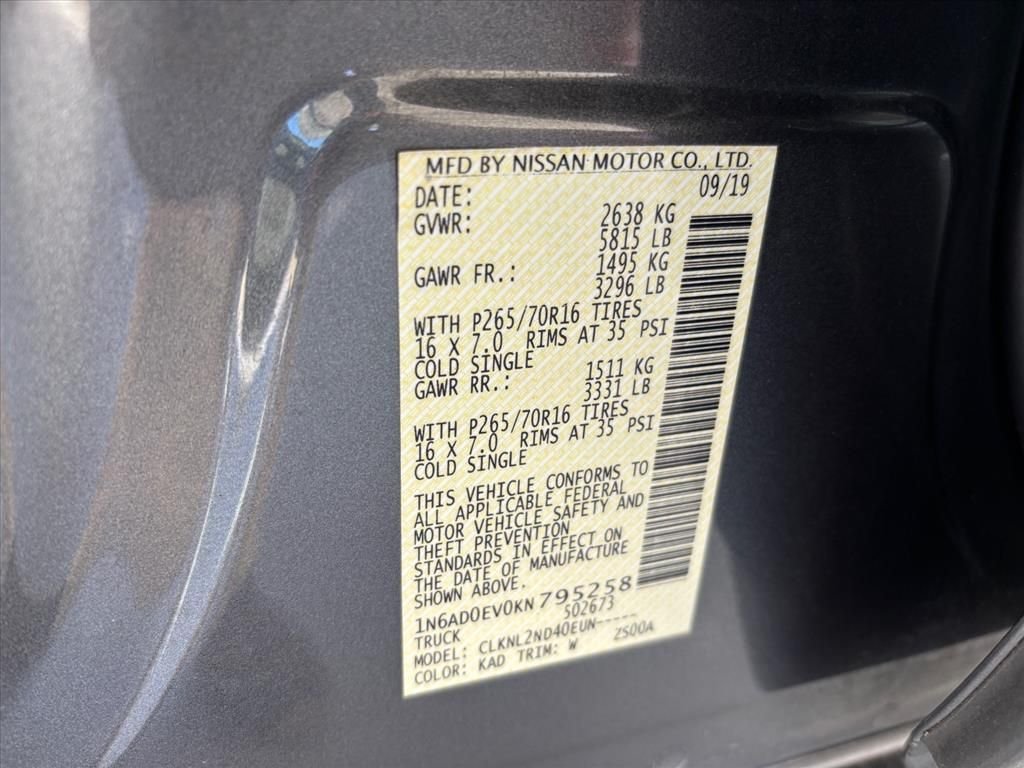 MFD BY NISSAN MOTOR CO., LTD.
DATE: 09/19
GVWR: 2638 KG
5815 LB
GAWR FR.: 1495 KG
3296 LB
WITH P265/70R16 TIRES
16 X 7.0 RIMS AT 35 PSI
COLD SINGLE
GAWR RR.: 1511 KG
3331 LB
WITH P265/70R16 TIRES
16 X 7.0 RIMS AT 35 PSI
COLD SINGLE
THIS VEHICLE CONFORMS TO
ALL APPLICABLE FEDERAL
MOTOR VEHICLE SAFETY AND
THEFT PREVENTION
STANDARDS IN EFFECT ON
THE DATE OF MANUFACTURE
SHOWN ABOVE.
1N6AD0EV0KN795258
TRUCK 502673
MODEL: CLKNL2ND40EUN-----
COLOR: KAD TRIM: W ZS00A